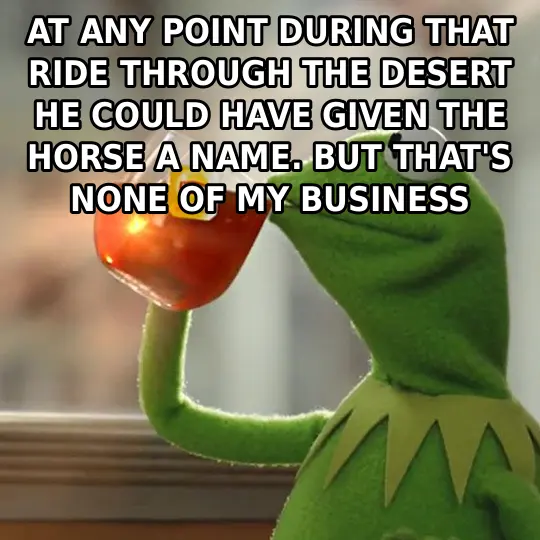 AT ANY POINT DURING THAT
RIDE THROUGH THE DESERT
HE COULD HAVE GIVEN THE
HORSE A NAME. BUT THAT'S
NONE OF MY BUSINESS